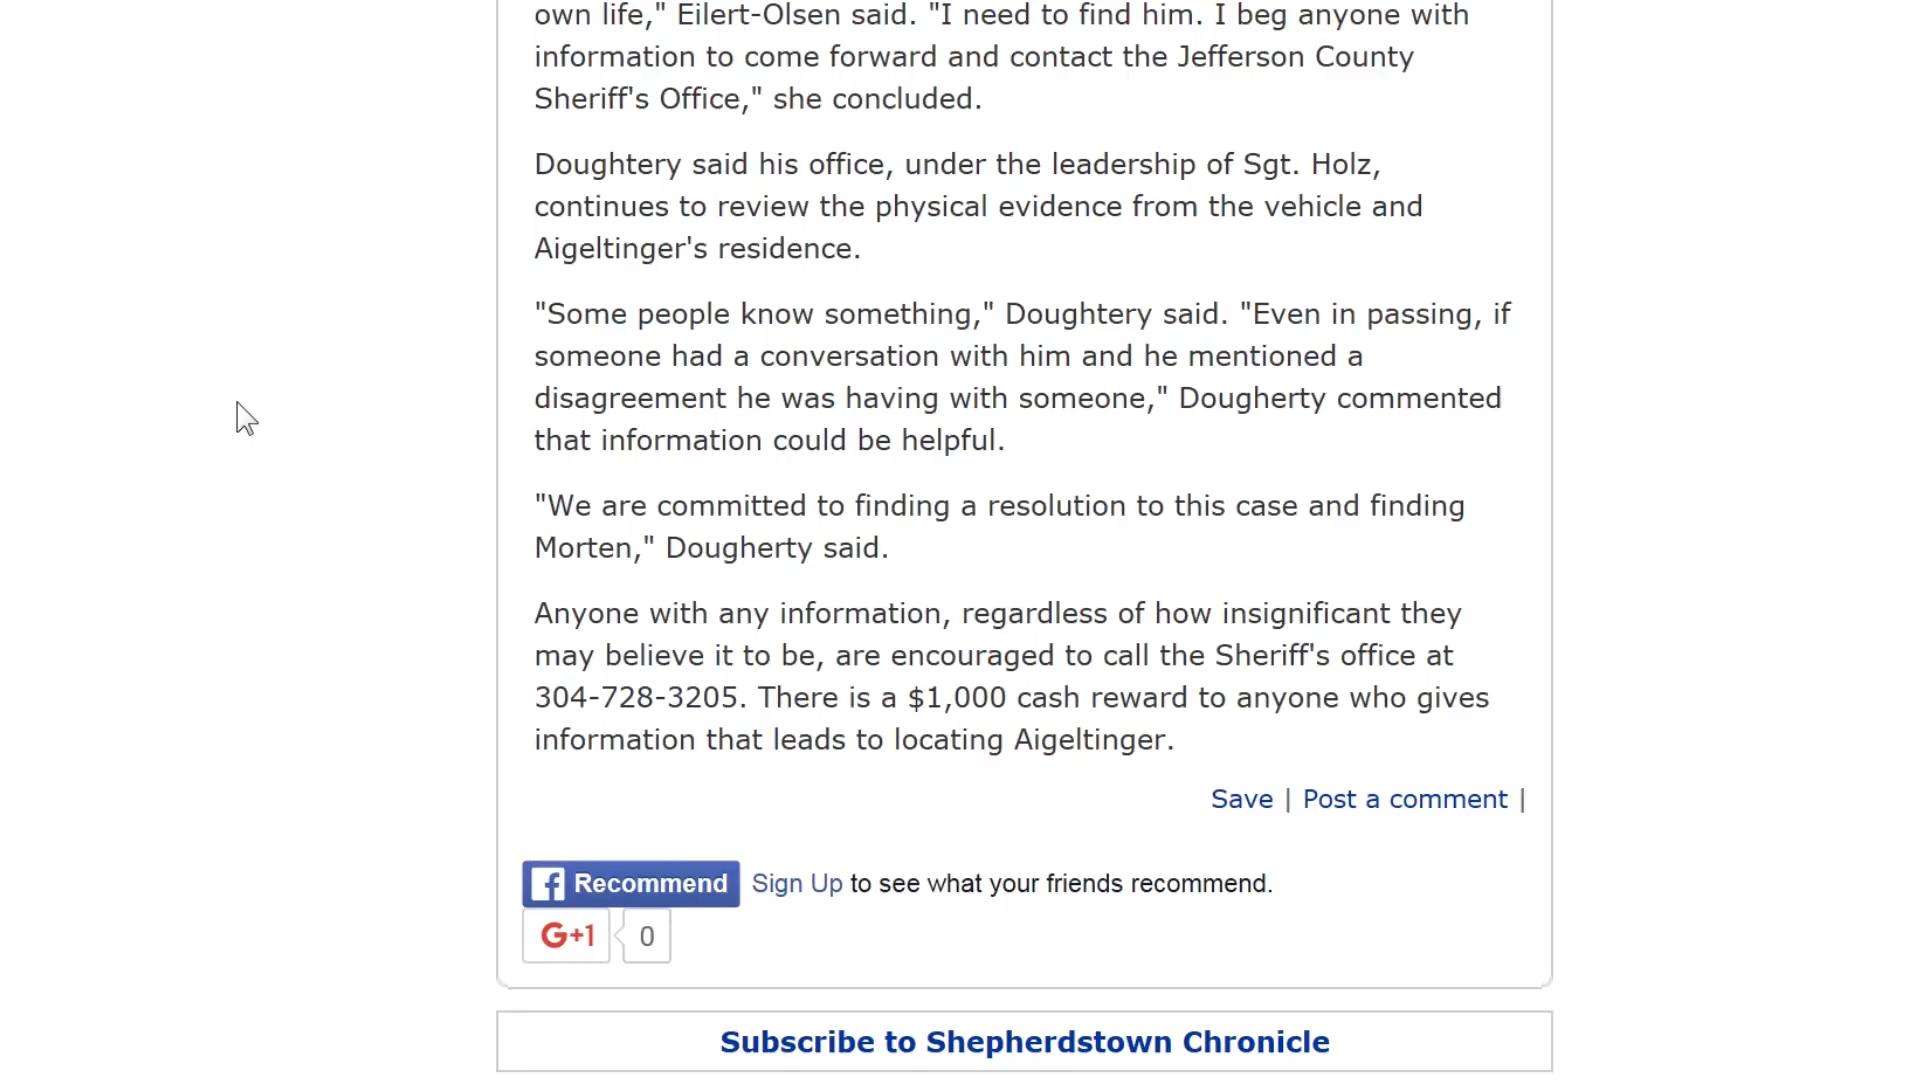 own life," Eilert-Olsen said. "I need to find him. I beg anyone with
information to come forward and contact the Jefferson County
Sheriff's Office," she concluded.
Doughtery said his office, under the leadership of Sgt. Holz,
continues to review the physical evidence from the vehicle and
Aigeltinger's residence.
"Some people know something," Doughtery said. "Even in passing, if
someone had a conversation with him and he mentioned a
disagreement he was having with someone," Dougherty commented
that information could be helpful.
"We are committed to finding a resolution to this case and finding
Morten," Dougherty said.
Anyone with any information, regardless of how insignificant they
may believe it to be, are encouraged to call the Sheriff's office at
304-728-3205. There is a $1,000 cash reward to anyone who gives
information that leads to locating Aigeltinger.
Save | Post a comment |
f Recommend Sign Up to see what your friends recommend.
G+1 0
Subscribe to Shepherdstown Chronicle